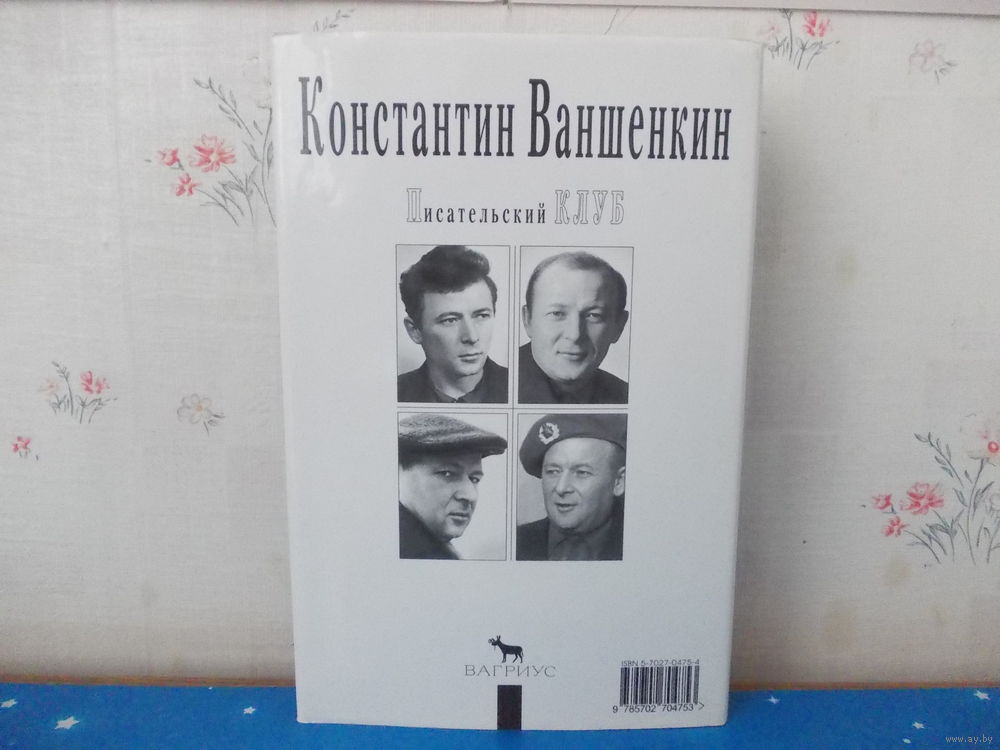 Константин Ваншенкин
Писательский КЛУБ
ВАГРИУС
ISBN 5-7027-0475-4
9 785702 704753 >
www.ay.by